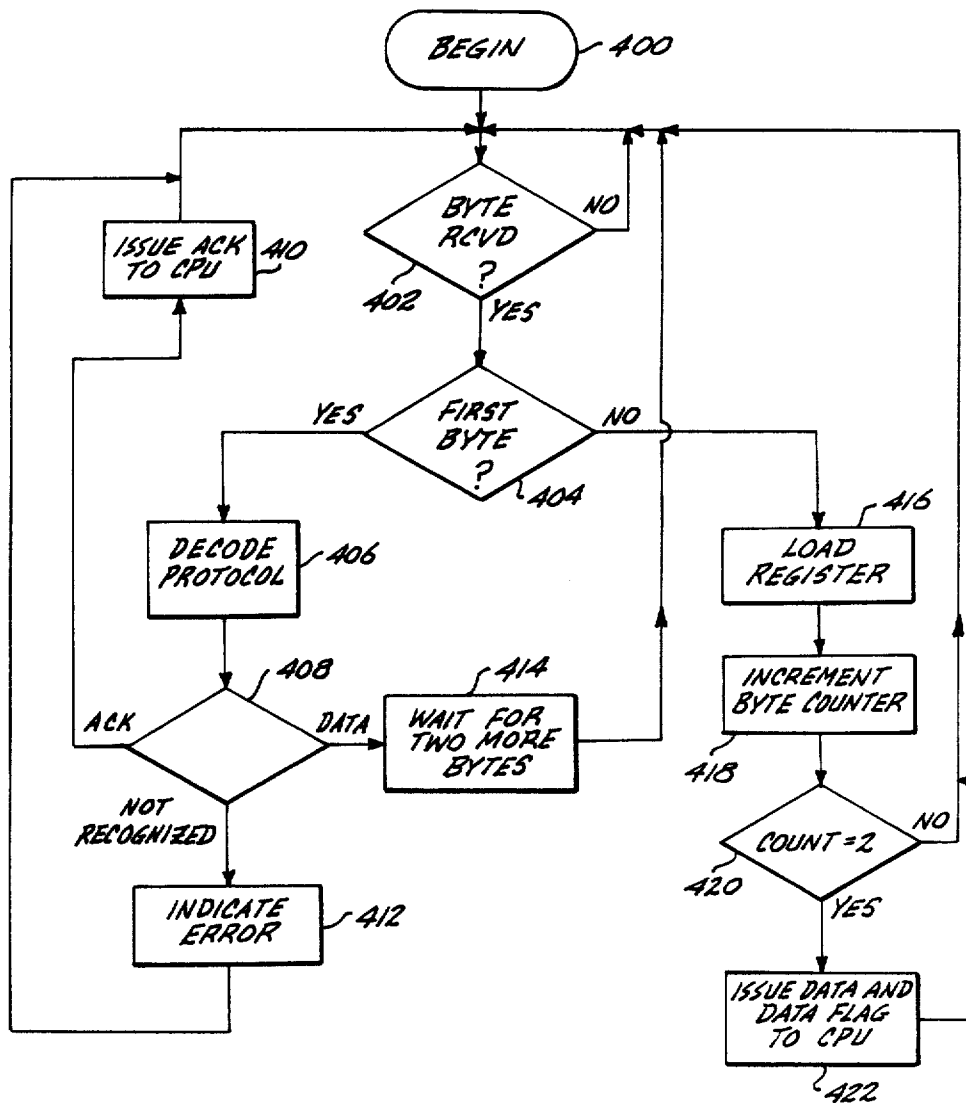 BEGIN
400
BYTE
RCVD
?
NO
402
YES
ISSUE ACK
TO CPU
410
FIRST
BYTE
?
YES
NO
404
DECODE
PROTOCOL
406
416
LOAD
REGISTER
408
ACK
DATA
NOT
RECOGNIZED
414
WAIT FOR
TWO MORE
BYTES
INCREMENT
BYTE COUNTER
418
COUNT=2
NO
420
YES
INDICATE
ERROR
412
ISSUE DATA AND
DATA FLAG
TO CPU
422